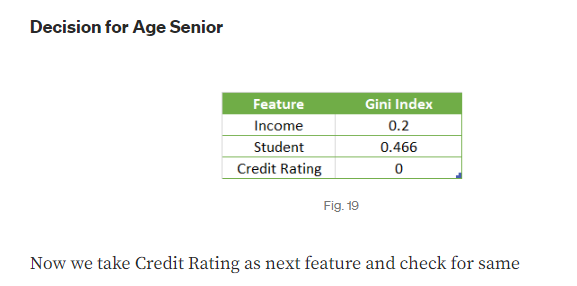 Decision for Age Senior
Feature Gini Index
Income 0.2
Student 0.466
Credit Rating 0
Fig. 19
Now we take Credit Rating as next feature and check for same